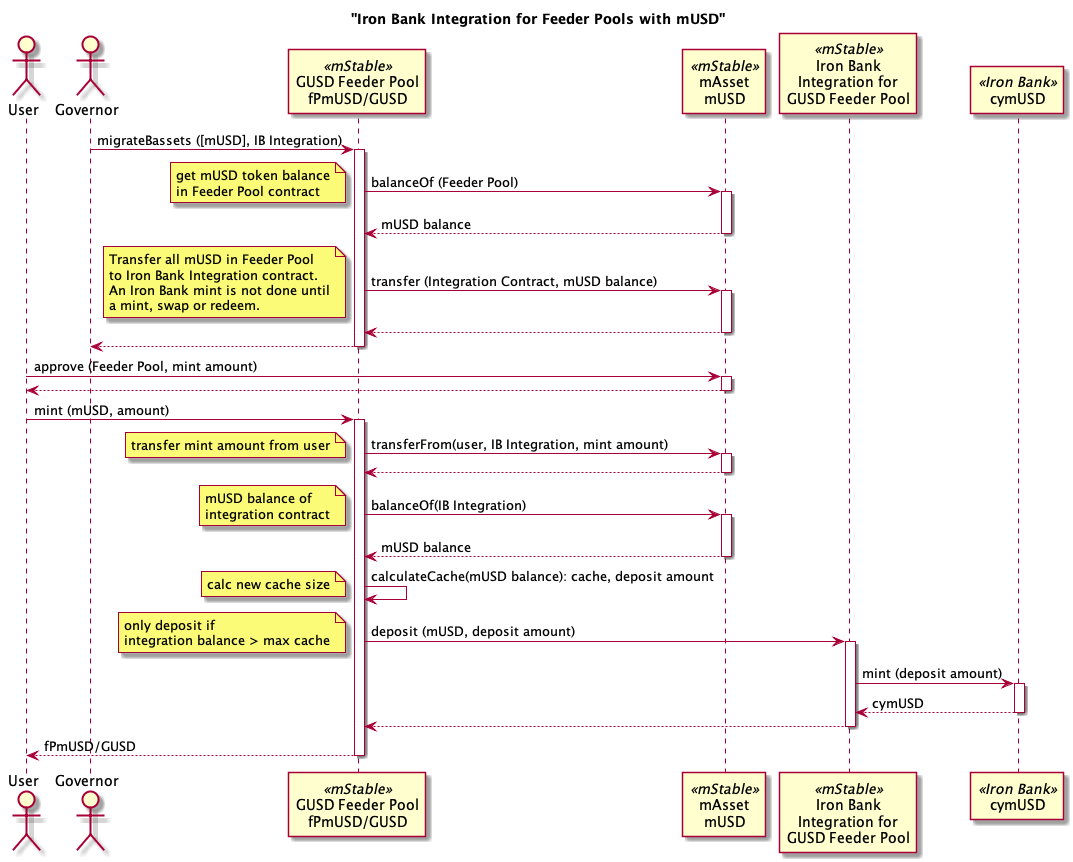 "Iron Bank Integration for Feeder Pools with mUSD"
User
Governor
«mStable»
GUSD Feeder Pool
fPmUSD/GUSD
«mStable»
mAsset
mUSD
«mStable»
Iron Bank
Integration for
GUSD Feeder Pool
«Iron Bank»
cymUSD
migrateBassets ([mUSD], IB Integration)
get mUSD token balance
in Feeder Pool contract
balanceOf (Feeder Pool)
mUSD balance
Transfer all mUSD in Feeder Pool
to Iron Bank Integration contract.
An Iron Bank mint is not done until
a mint, swap or redeem.
transfer (Integration Contract, mUSD balance)
approve (Feeder Pool, mint amount)
mint (mUSD, amount)
transfer mint amount from user
transferFrom(user, IB Integration, mint amount)
mUSD balance of
integration contract
balanceOf(IB Integration)
mUSD balance
calc new cache size
calculateCache(mUSD balance): cache, deposit amount
only deposit if
integration balance > max cache
deposit (mUSD, deposit amount)
mint (deposit amount)
cymUSD
fPmUSD/GUSD
User
Governor
«mStable»
GUSD Feeder Pool
fPmUSD/GUSD
«mStable»
mAsset
mUSD
«mStable»
Iron Bank
Integration for
GUSD Feeder Pool
«Iron Bank»
cymUSD